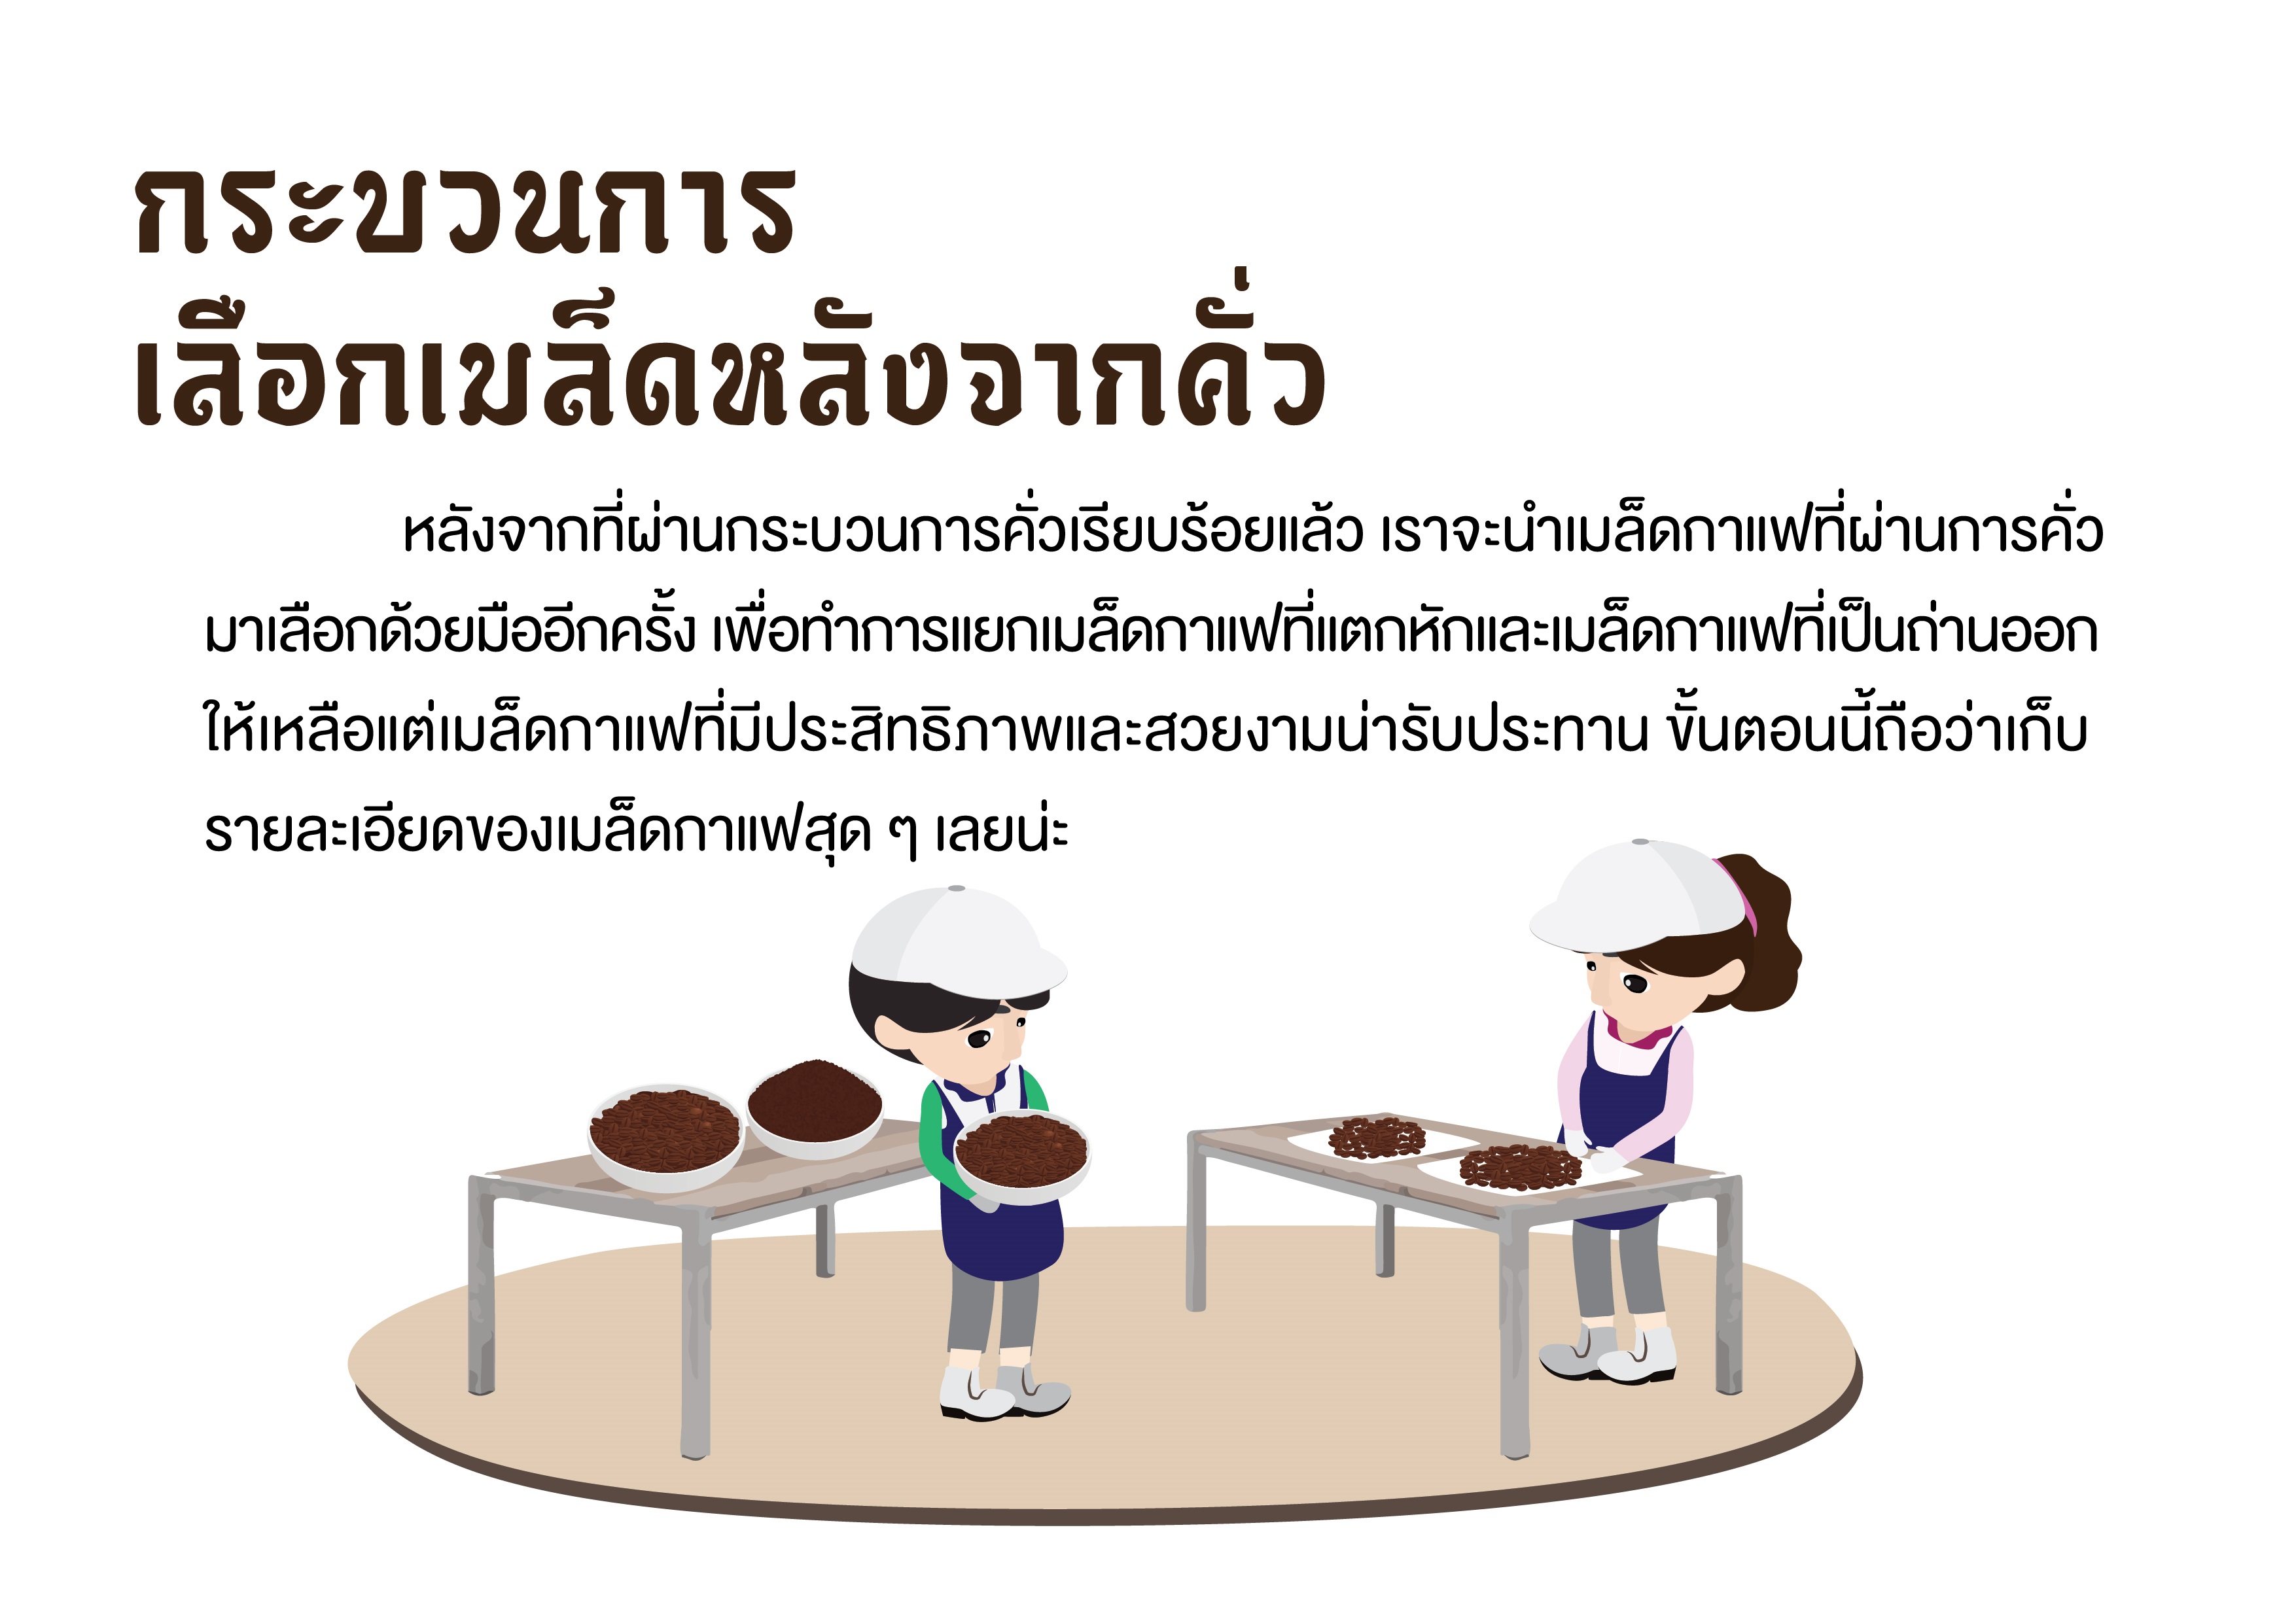 กระบวนการ
เลือกเมล็ดหลังจากคั่ว
หลังจากที่ผ่านกระบวนการคั่วเรียบร้อยแล้ว เราจะนำเมล็ดกาแฟที่ผ่านการคั่ว
มาเลือกด้วยมืออีกครั้ง เพื่อทำการแยกเมล็ดกาแฟที่แตกหักและเมล็ดกาแฟที่เป็นถ่านออก
ให้เหลือแต่เมล็ดกาแฟที่มีประสิทธิภาพและสวยงามน่ารับประทาน ขั้นตอนนี้ถือว่าเก็บ
รายละเอียดของเมล็ดกาแฟสุด ๆ เลยน่ะ